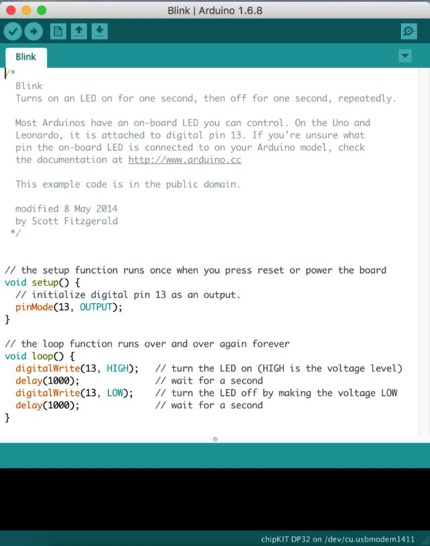 Blink | Arduino 1.6.8
Blink
/*
Blink
Turns on an LED on for one second, then off for one second, repeatedly.
Most Arduinos have an on-board LED you can control. On the Uno and
Leonardo, it is attached to digital pin 13. If you're unsure what
pin the on-board LED is connected to on your Arduino model, check
the documentation at http://www.arduino.cc
This example code is in the public domain.
modified 8 May 2014
by Scott Fitzgerald
*/
// the setup function runs once when you press reset or power the board
void setup() {
// initialize digital pin 13 as an output.
pinMode(13, OUTPUT);
}
// the loop function runs over and over again forever
void loop() {
digitalWrite(13, HIGH);   // turn the LED on (HIGH is the voltage level)
delay(1000);              // wait for a second
digitalWrite(13, LOW);    // turn the LED off by making the voltage LOW
delay(1000);              // wait for a second
}
chipKIT DP32 on /dev/cu.usbmodem1411